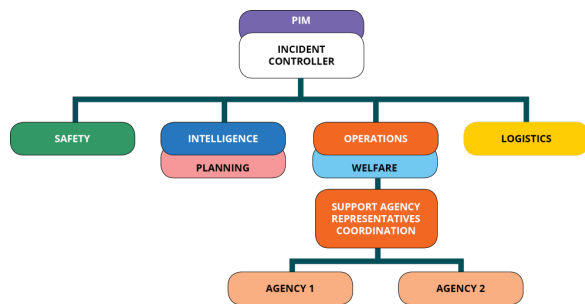 PIM
INCIDENT
CONTROLLER
SAFETY
INTELLIGENCE
OPERATIONS
LOGISTICS
PLANNING
WELFARE
SUPPORT AGENCY
REPRESENTATIVES
COORDINATION
AGENCY 1
AGENCY 2